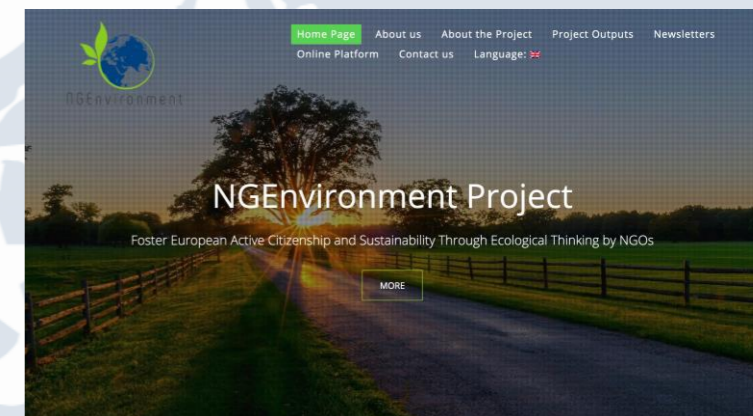 Home Page About us About the Project Project Outputs Newsletters
Online Platform Contact us Language:
NGEnvironment
NGEnvironment Project
Foster European Active Citizenship and Sustainability Through Ecological Thinking by NGOs
MORE